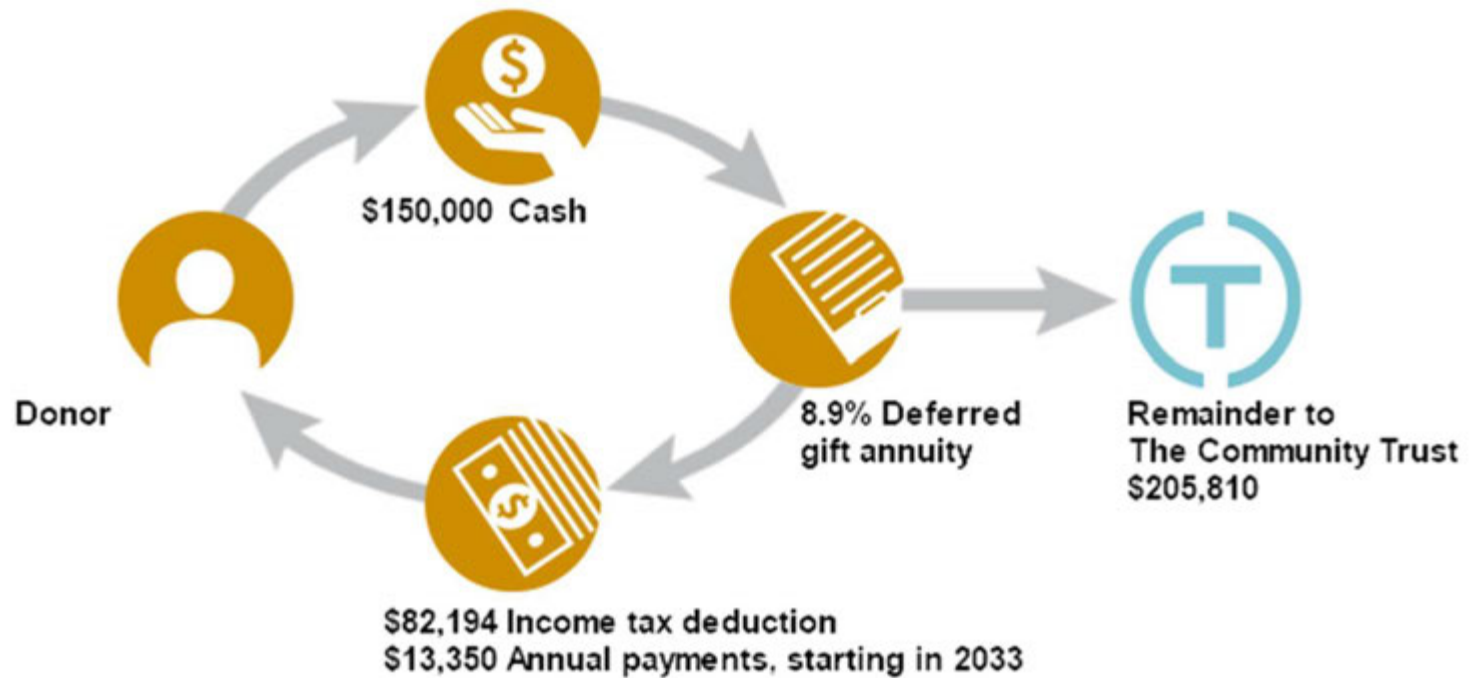 $
$150,000 Cash
T
Donor
8.9% Deferred
gift annuity
Remainder to
The Community Trust
$205,810
$
$82,194 Income tax deduction
$13,350 Annual payments, starting in 2033